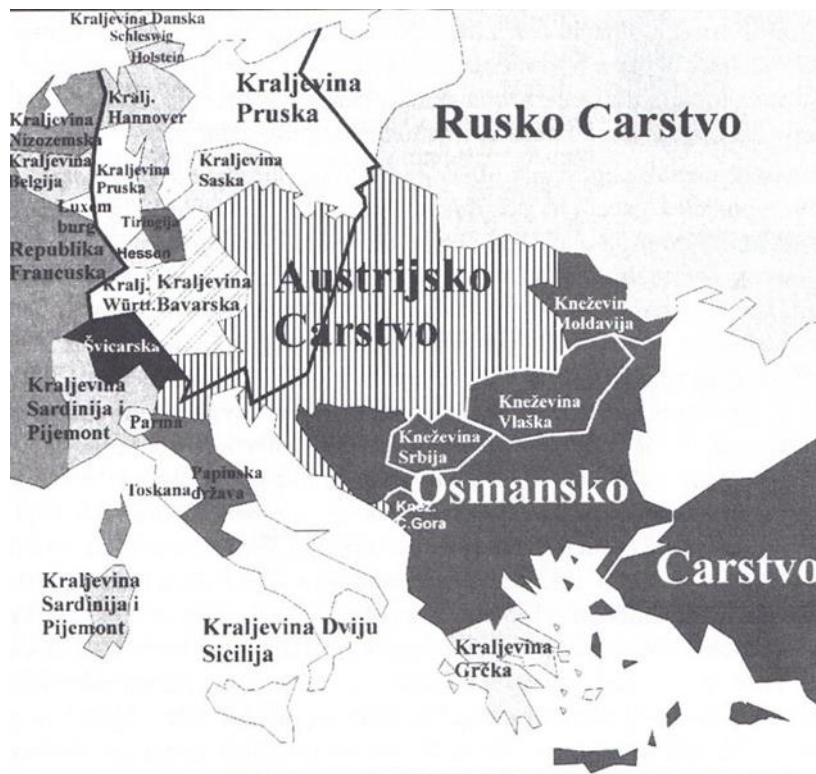 Kraljevina Danska
Schleswig
Holstein
Kralj.
Hannover
Kraljevina
Pruska
Rusko Carstvo
Kraljevina
Nizozemska
Kraljevina
Belgija
Kraljevina
Pruska
Kraljevina
Saska
Luxem
burg
Tiringija
Republika
Francuska
Hessen
Kralj.
Württ.
Kraljevina
Bavarska
Austrijsko
Carstvo
Kneževina
Moldavija
Švicarska
Kraljevina
Sardinija i
Pijemont
Parma
Kneževina
Vlaška
Kneževina
Srbija
Toskana
Papinska
država
Osmansko
Carstvo
Knež.
C.Gora
Kraljevina
Sardinija i
Pijemont
Kraljevina Dviju
Sicilija
Kraljevina
Grčka